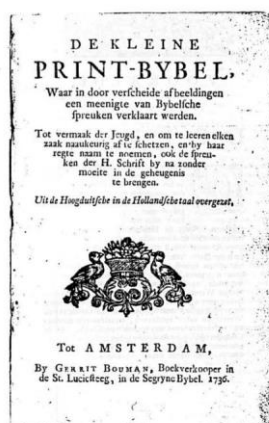 DE KLEINE
PRINT-BYBEL,
Waar in door verscheide afbeeldingen
een meenigte van Bybelsche
spreuken verklaart werden.
Tot vermaak der Jeugd, en om te leeren elken
zaak naukeurig af te schetzen, en by haar
regte naam te noemen, ook de spreu-
ken der H. Schrift by na zonder
moeite in de geheugenis
te brengen.
Uit de Hoogduitsche in de Hollandsche taal overgezet.
Tot AMSTERDAM,
By GERRIT BOUMAN, Boekverkooper in
de St. Luciesteeg, in de Segryne Bybel. 1736.